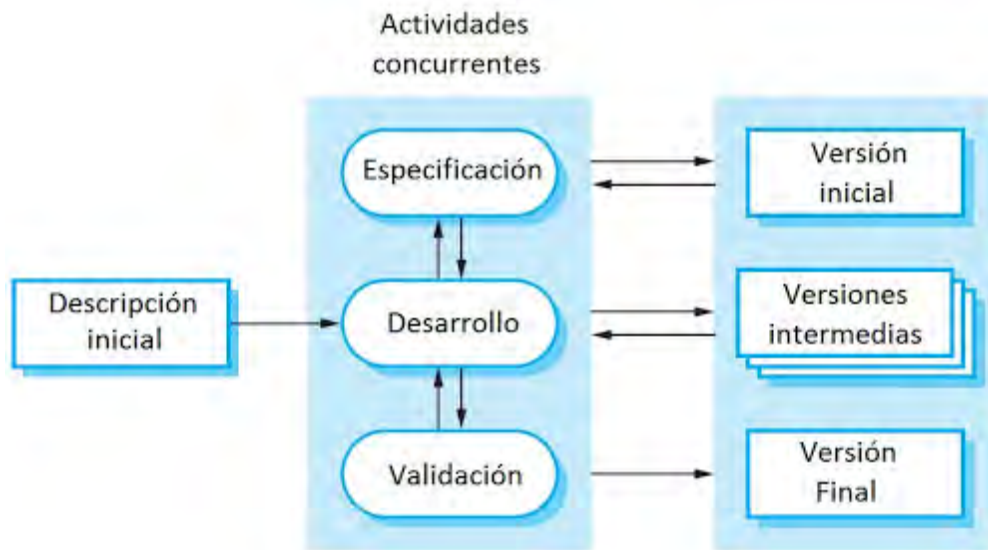 Actividades
concurrentes
Especificación
Versión
inicial
Descripción
inicial
Desarrollo
Versiones
intermedias
Validación
Versión
Final